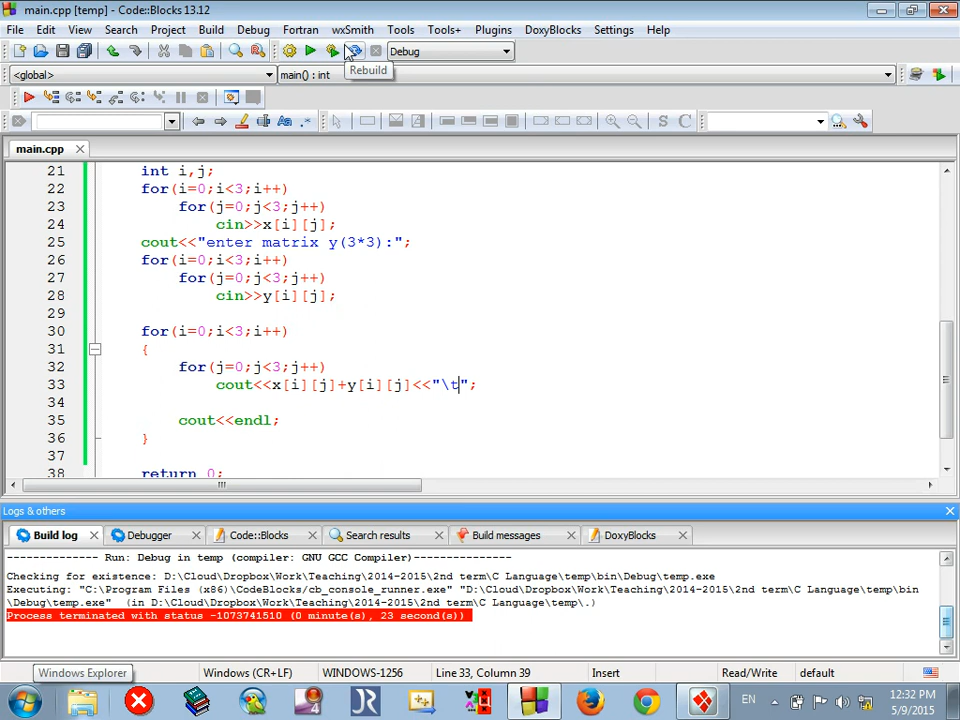 main.cpp [temp] - Code::Blocks 13.12
File Edit View Search Project Build Debug Fortran wxSmith Tools Tools+ Plugins DoxyBlocks Settings Help
Debug
Rebuild
<global> main() : int
main.cpp
21 int i,j;
22 for(i=0;i<3;i++)
23 for(j=0;j<3;j++)
24 cin>>x[i][j];
25 cout<<"enter matrix y(3*3):";
26 for(i=0;i<3;i++)
27 for(j=0;j<3;j++)
28 cin>>y[i][j];
29
30 for(i=0;i<3;i++)
31 {
32 for(j=0;j<3;j++)
33 cout<<x[i][j]+y[i][j]<<"\t";
34
35 cout<<endl;
36 }
37
38 return 0;
Logs & others
Build log Debugger Code::Blocks Search results Build messages DoxyBlocks
-------------- Run: Debug in temp (compiler: GNU GCC Compiler)---------------
Checking for existence: D:\Cloud\Dropbox\Work\Teaching\2014-2015\2nd term\C Language\temp\bin\Debug\temp.exe
Executing: "C:\Program Files (x86)\CodeBlocks/cb_console_runner.exe" "D:\Cloud\Dropbox\Work\Teaching\2014-2015\2nd term\C Language\temp\bin
\Debug\temp.exe" (in D:\Cloud\Dropbox\Work\Teaching\2014-2015\2nd term\C Language\temp\.)
Process terminated with status -1073741510 (0 minute(s), 23 second(s))
Windows Explorer Windows (CR+LF) WINDOWS-1256 Line 33, Column 39 Insert Read/Write default
EN 12:32 PM
5/9/2015